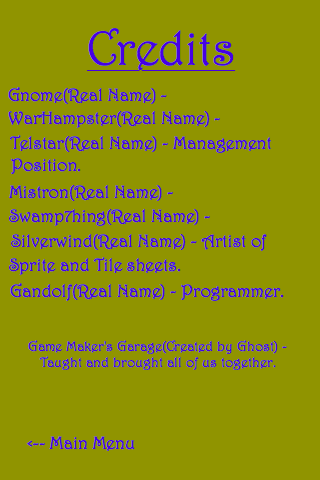 Credits
Gnome(Real Name) -
WarHampster(Real Name) -
Telstar(Real Name) - Management
Position.
Mistron(Real Name) -
Swamp7hing(Real Name) -
Silverwind(Real Name) - Artist of
Sprite and Tile sheets.
Gandolf(Real Name) - Programmer.
Game Maker's Garage(Created by Ghost) -
Taught and brought all of us together.
<-- Main Menu